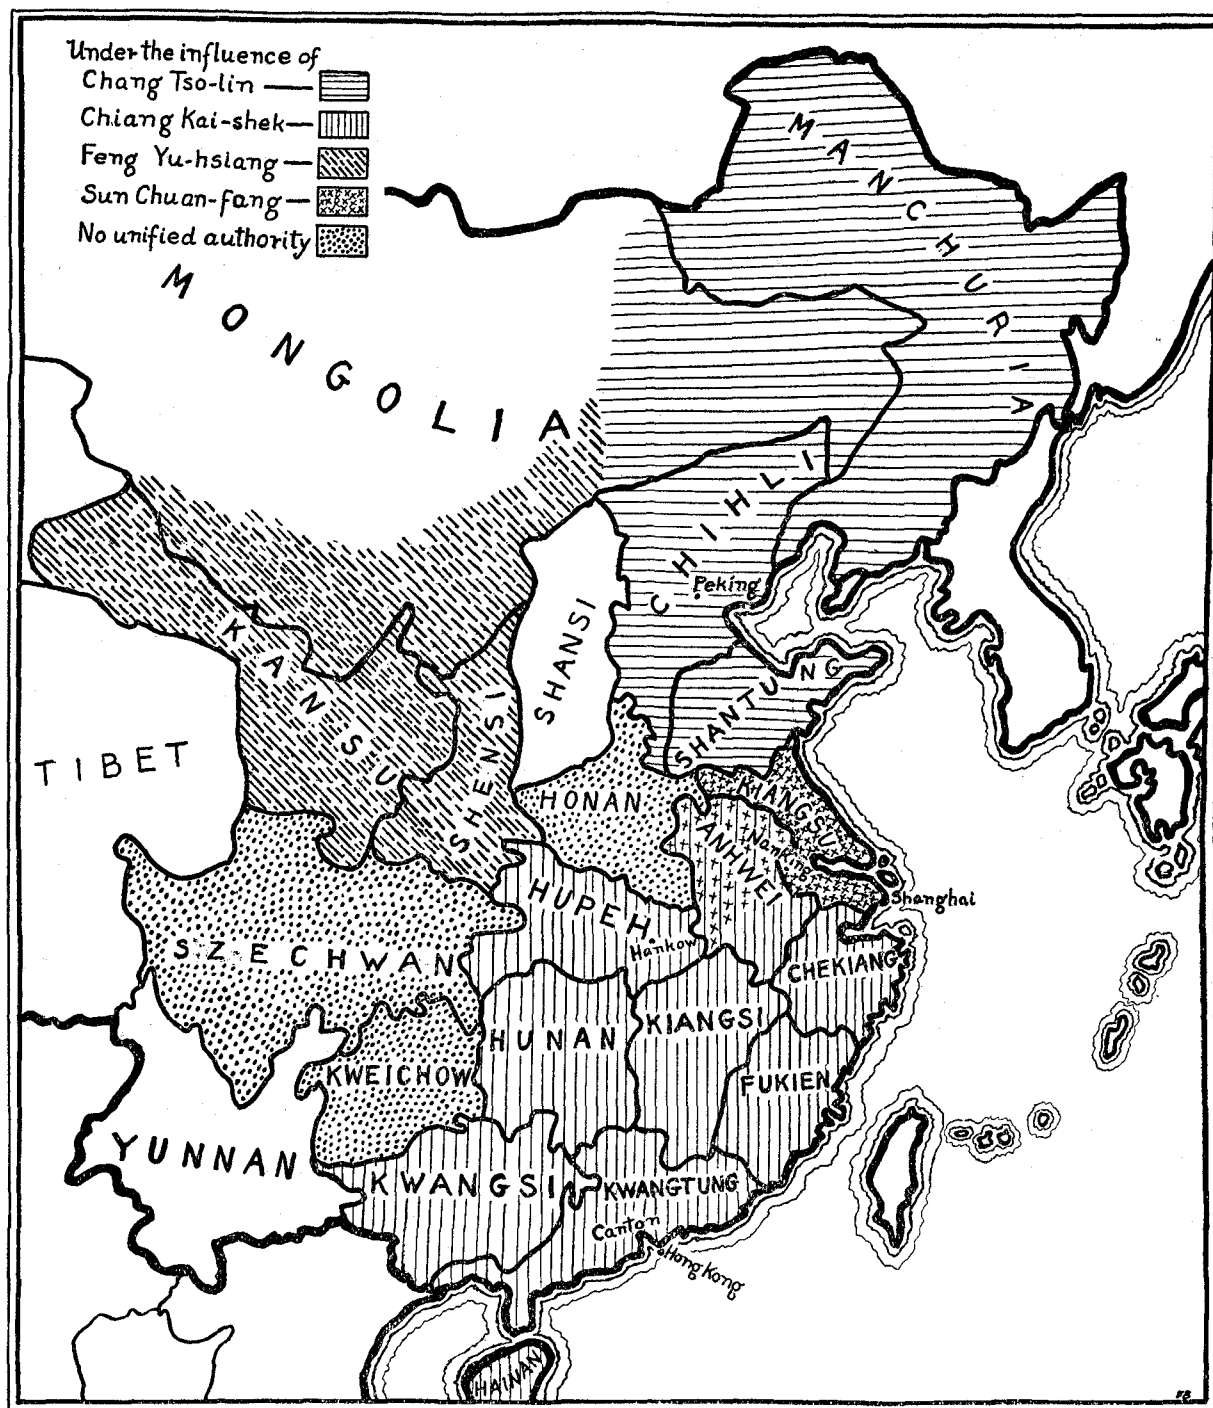 Under the influence of
Chang Tso-lin
Chiang Kai-shek
Feng Yu-hsiang
Sun Chuan-fang
No unified authority
MANCHURIA
MONGOLIA
CHIHLI
Peking
KANSU
SHANSI
SHENSI
SHANTUNG
TIBET
HONAN
KIANGSU
ANHWEI
Nanking
Shanghai
HUPEH
Hankow
SZECHWAN
CHEKIANG
HUNAN
KIANGSI
KWEICHOW
FUKIEN
YUNNAN
KWANGSI
KWANGTUNG
Canton
Hong Kong
HAINAN